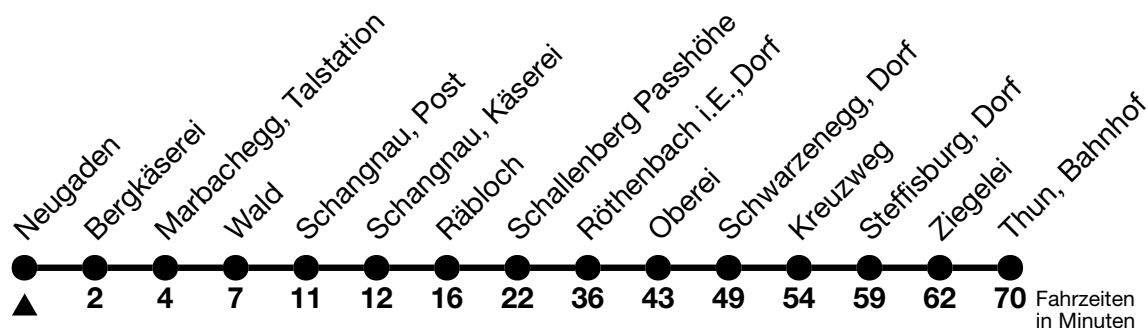 Neugaden
Bergkäserei
Marbachegg, Talstation
Wald
Schangnau, Post
Schangnau, Käserei
Räbloch
Schallenberg Passhöhe
Röthenbach i.E.,Dorf
Oberei
Schwarzenegg, Dorf
Kreuzweg
Steffisburg, Dorf
Ziegelei
Thun, Bahnhof
2 4 7 11 12 16 22 36 43 49 54 59 62 70 Fahrzeiten
in Minuten